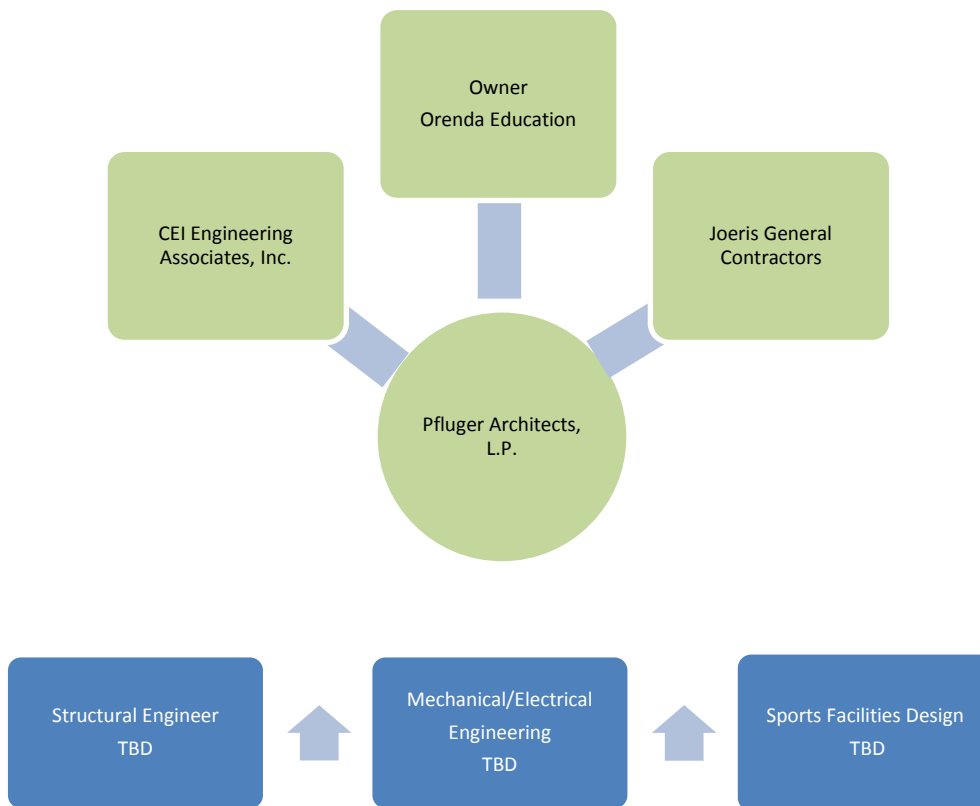 Owner
Orenda Education
CEI Engineering
Associates, Inc.
Joeris General
Contractors
Pfluger Architects,
L.P.
Structural Engineer
TBD
Mechanical/Electrical
Engineering
TBD
Sports Facilities Design
TBD